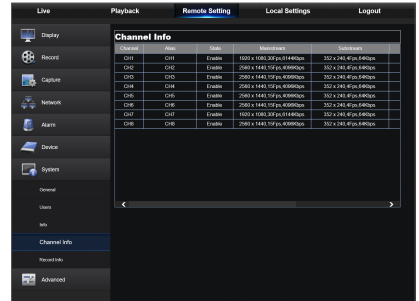 Live Playback Remote Setting Local Settings Logout
Display
Record
Capture
Network
Alarm
Device
System
General
Users
Info
Channel Info
Record Info
Advanced
Channel Info
Channel Alias State Mainstream Substream
CH1 CH1 Enable 1920 x 1080,30Fps,6144Kbps 352 x 240,4Fps,64Kbps
CH2 CH2 Enable 2560 x 1440,15Fps,4096Kbps 352 x 240,4Fps,64Kbps
CH3 CH3 Enable 2560 x 1440,15Fps,4096Kbps 352 x 240,4Fps,64Kbps
CH4 CH4 Enable 2560 x 1440,15Fps,4096Kbps 352 x 240,4Fps,64Kbps
CH5 CH5 Enable 2560 x 1440,15Fps,4096Kbps 352 x 240,4Fps,64Kbps
CH6 CH6 Enable 2560 x 1440,15Fps,4096Kbps 352 x 240,4Fps,64Kbps
CH7 CH7 Enable 1920 x 1080,30Fps,6144Kbps 352 x 240,4Fps,64Kbps
CH8 CH8 Enable 2560 x 1440,15Fps,4096Kbps 352 x 240,4Fps,64Kbps